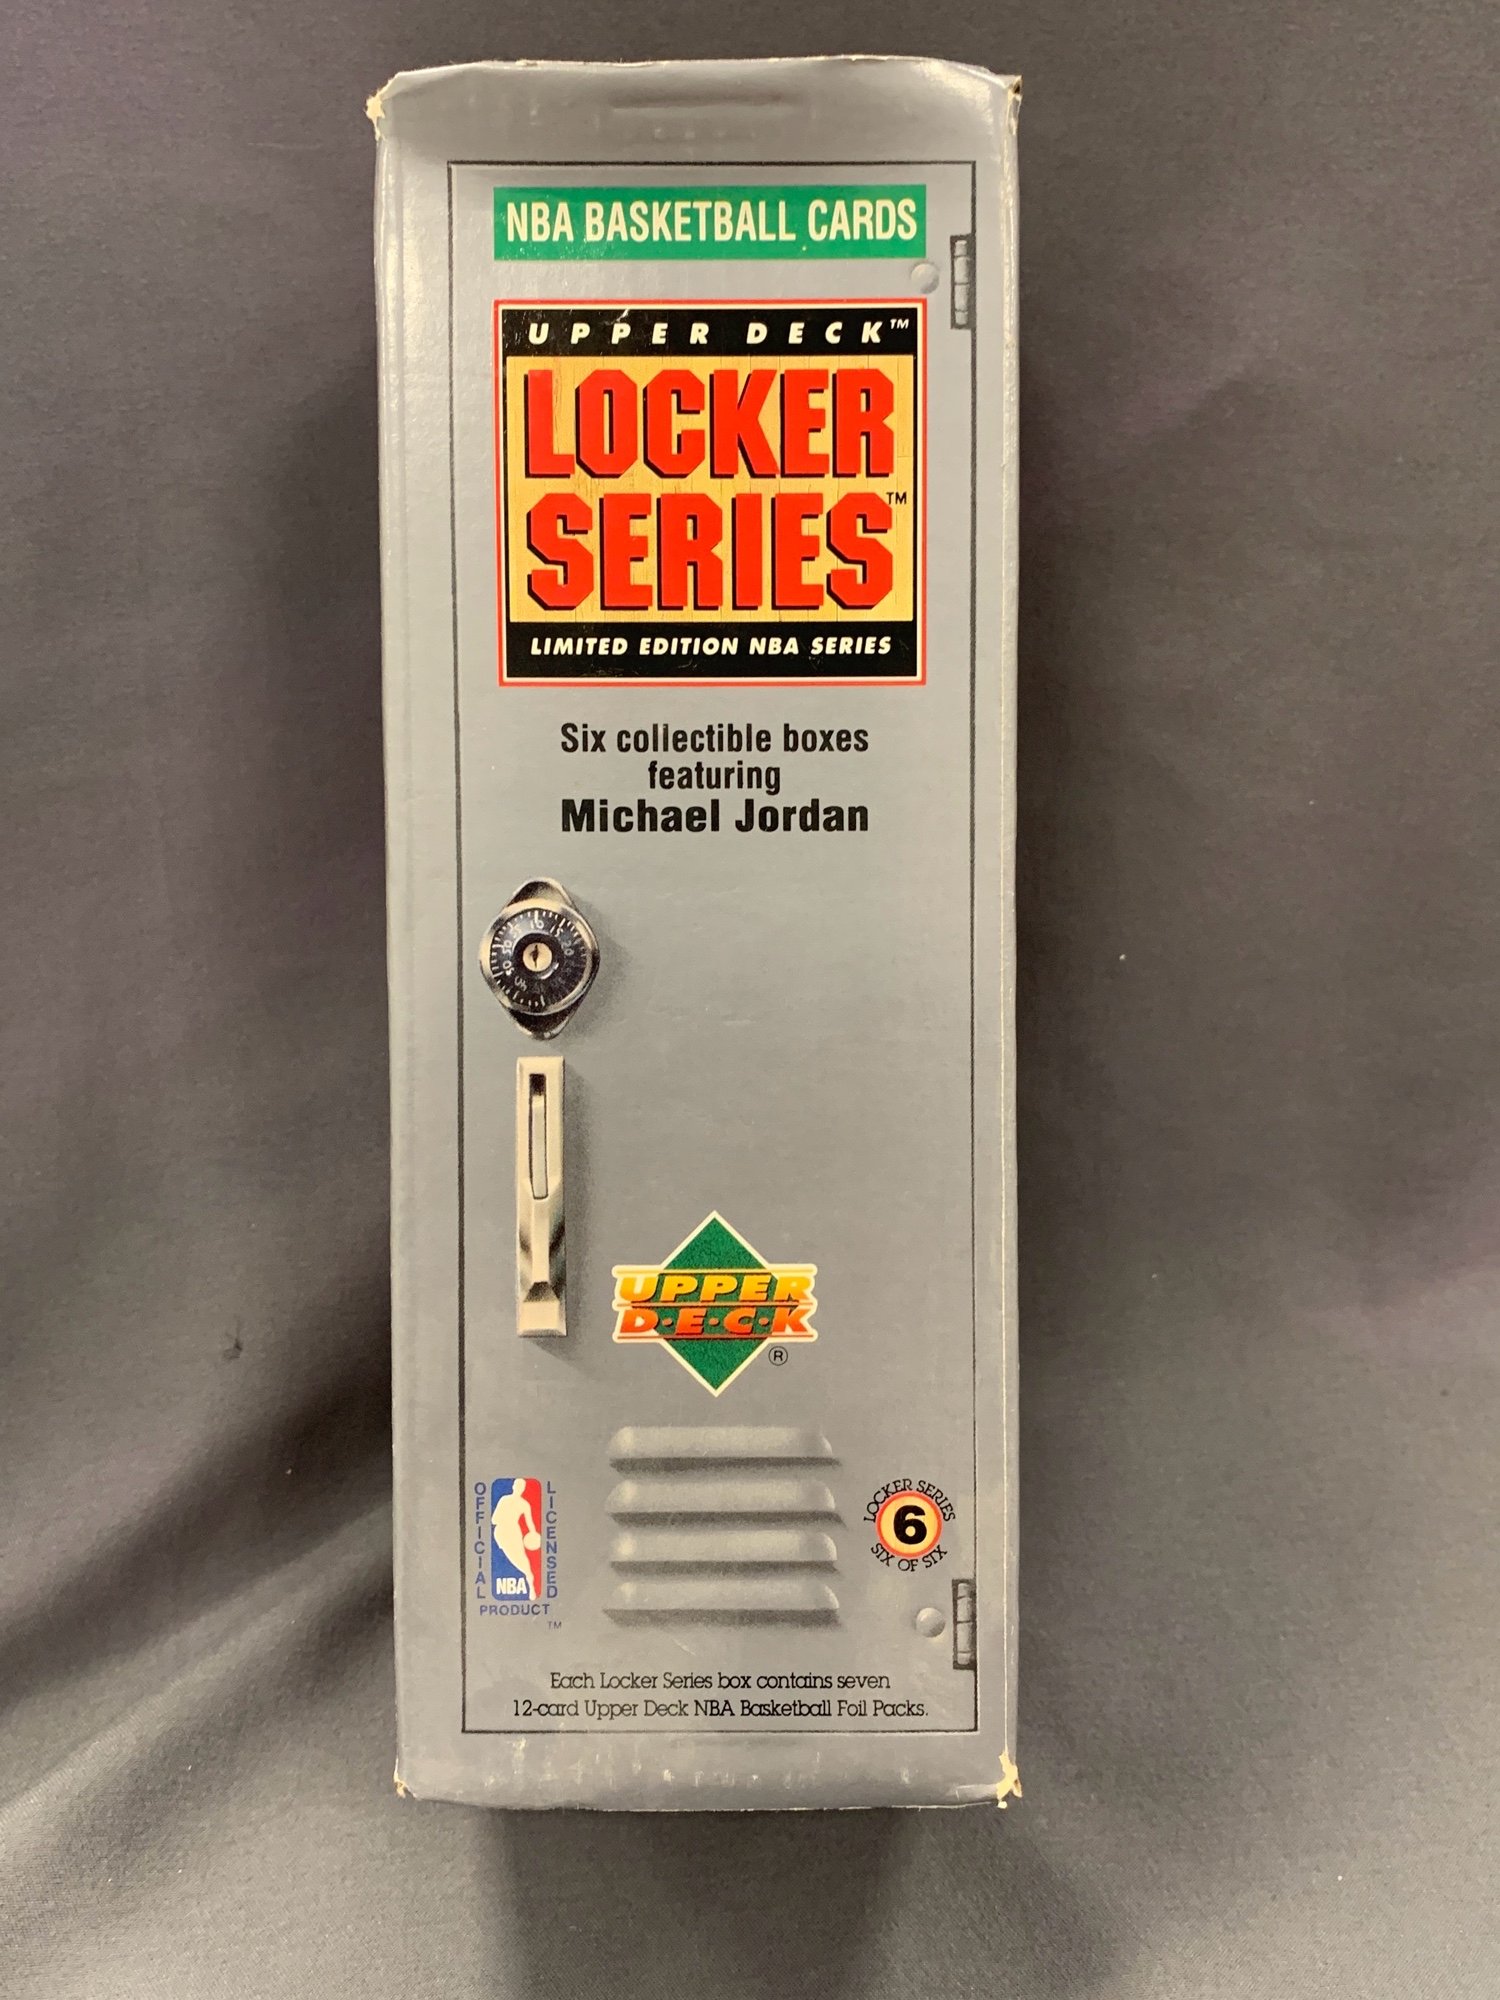 NBA BASKETBALL CARDS
UPPER DECK™
LOCKER
SERIES™
LIMITED EDITION NBA SERIES
Six collectible boxes
featuring
Michael Jordan
UPPER
D·E·C·K
®
OFFICIAL
LICENSED
NBA
PRODUCT
TM
LOCKER SERIES
6
SIX OF SIX
Each Locker Series box contains seven
12-card Upper Deck NBA Basketball Foil Packs.